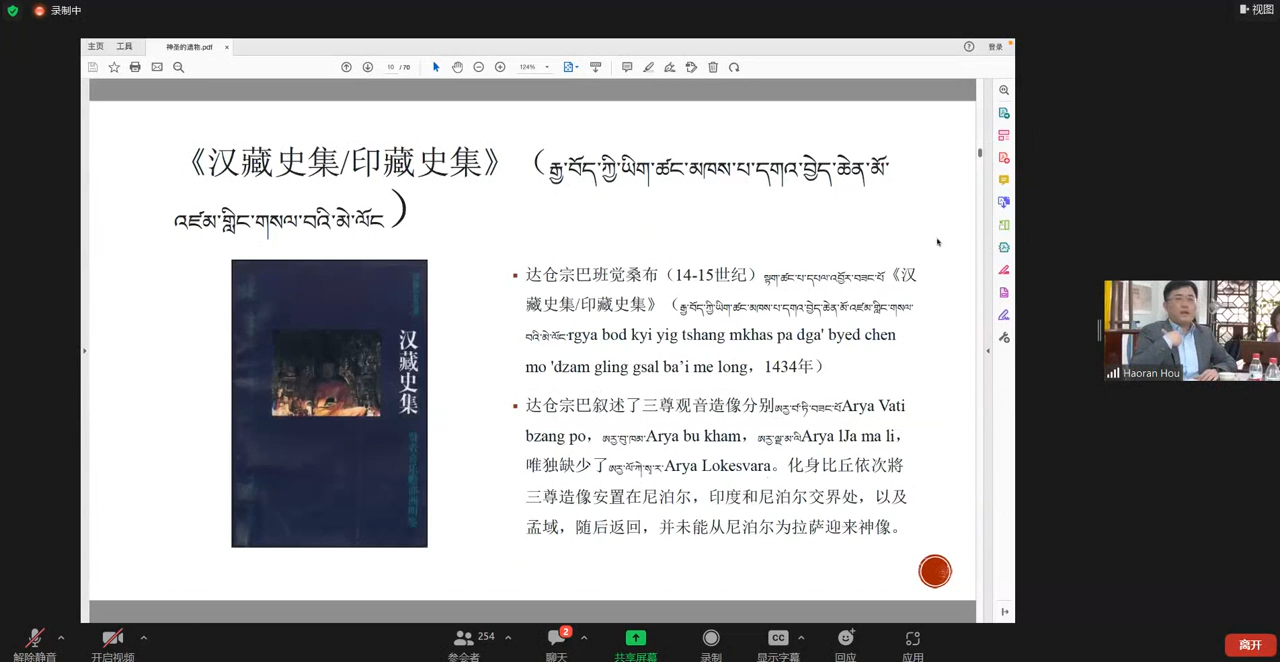 录制中
视图
主页 工具 神圣的遗物.pdf ×
登录
10 / 70
124%
《汉藏史集/印藏史集》 （རྒྱ་བོད་ཀྱི་ཡིག་ཚང་མཁས་པ་དགའ་བྱེད་ཆེན་མོ་
འཛམ་གླིང་གསལ་བའི་མེ་ལོང）
汉藏史集
▪ 达仓宗巴班觉桑布（14-15世纪）སྟག་ཚང་པ་དཔལ་འབྱོར་བཟང་པོ《汉
藏史集/印藏史集》（རྒྱ་བོད་ཀྱི་ཡིག་ཚང་མཁས་པ་དགའ་བྱེད་ཆེན་མོ་འཛམ་གླིང་གསལ་
བའི་མེ་ལོང་rgya bod kyi yig tshang mkhas pa dga' byed chen
mo 'dzam gling gsal ba’i me long，1434年）
▪ 达仓宗巴叙述了三尊观音造像分别Arya Vati
bzang po，Arya bu kham，Arya lJa ma li，
唯独缺少了Arya Lokesvara。化身比丘依次將
三尊造像安置在尼泊尔，印度和尼泊尔交界处，以及
孟域，随后返回，并未能从尼泊尔为拉萨迎来神像。
Haoran Hou
254
2
CC
解除静音
开启视频
参会者
聊天
共享屏幕
录制
显示字幕
回应
应用
离开